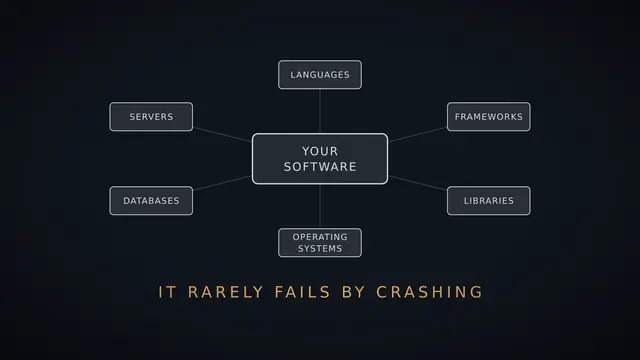 LANGUAGES
SERVERS
FRAMEWORKS
YOUR
SOFTWARE
DATABASES
LIBRARIES
OPERATING
SYSTEMS
IT RARELY FAILS BY CRASHING